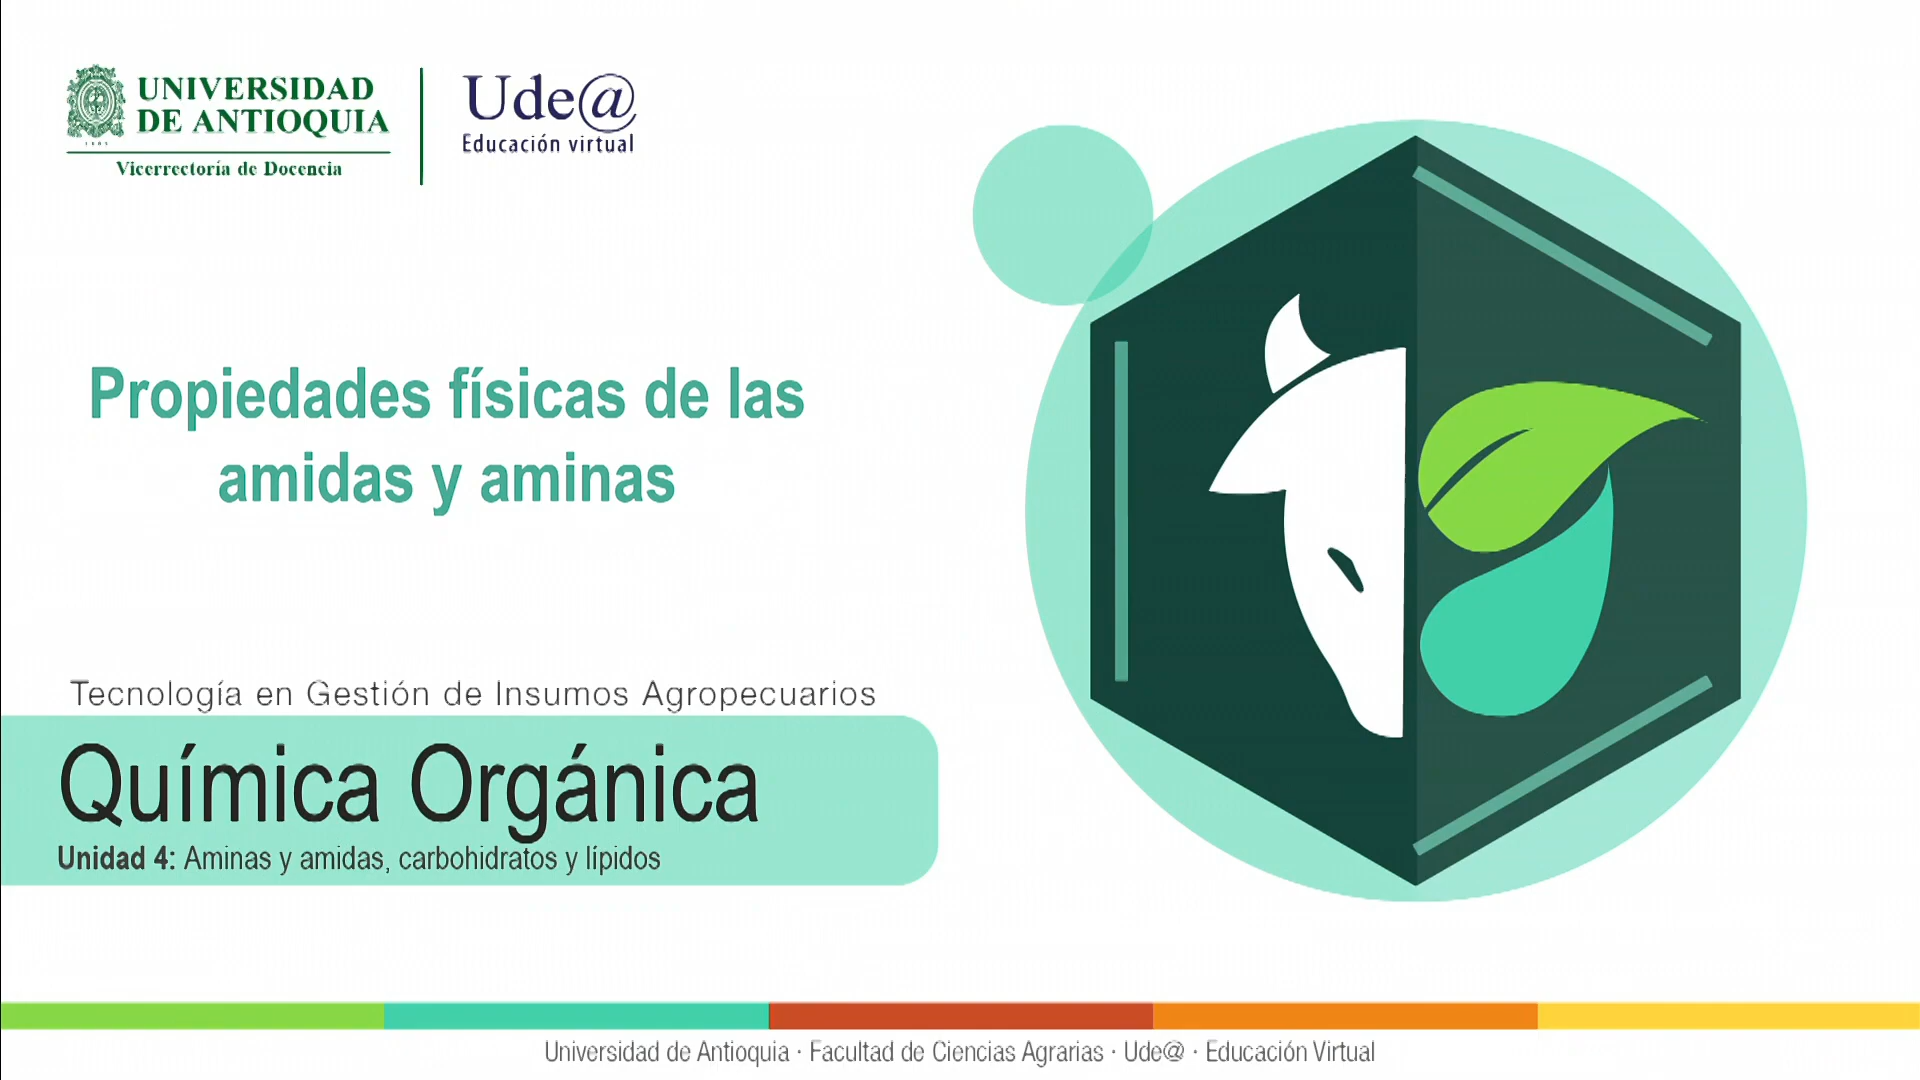 UNIVERSIDAD
DE ANTIOQUIA
1803
Vicerrectoría de Docencia
Ude@
Educación virtual
Propiedades físicas de las
amidas y aminas
Tecnología en Gestión de Insumos Agropecuarios
Química Orgánica
Unidad 4: Aminas y amidas, carbohidratos y lípidos
Universidad de Antioquia · Facultad de Ciencias Agrarias · Ude@ · Educación Virtual